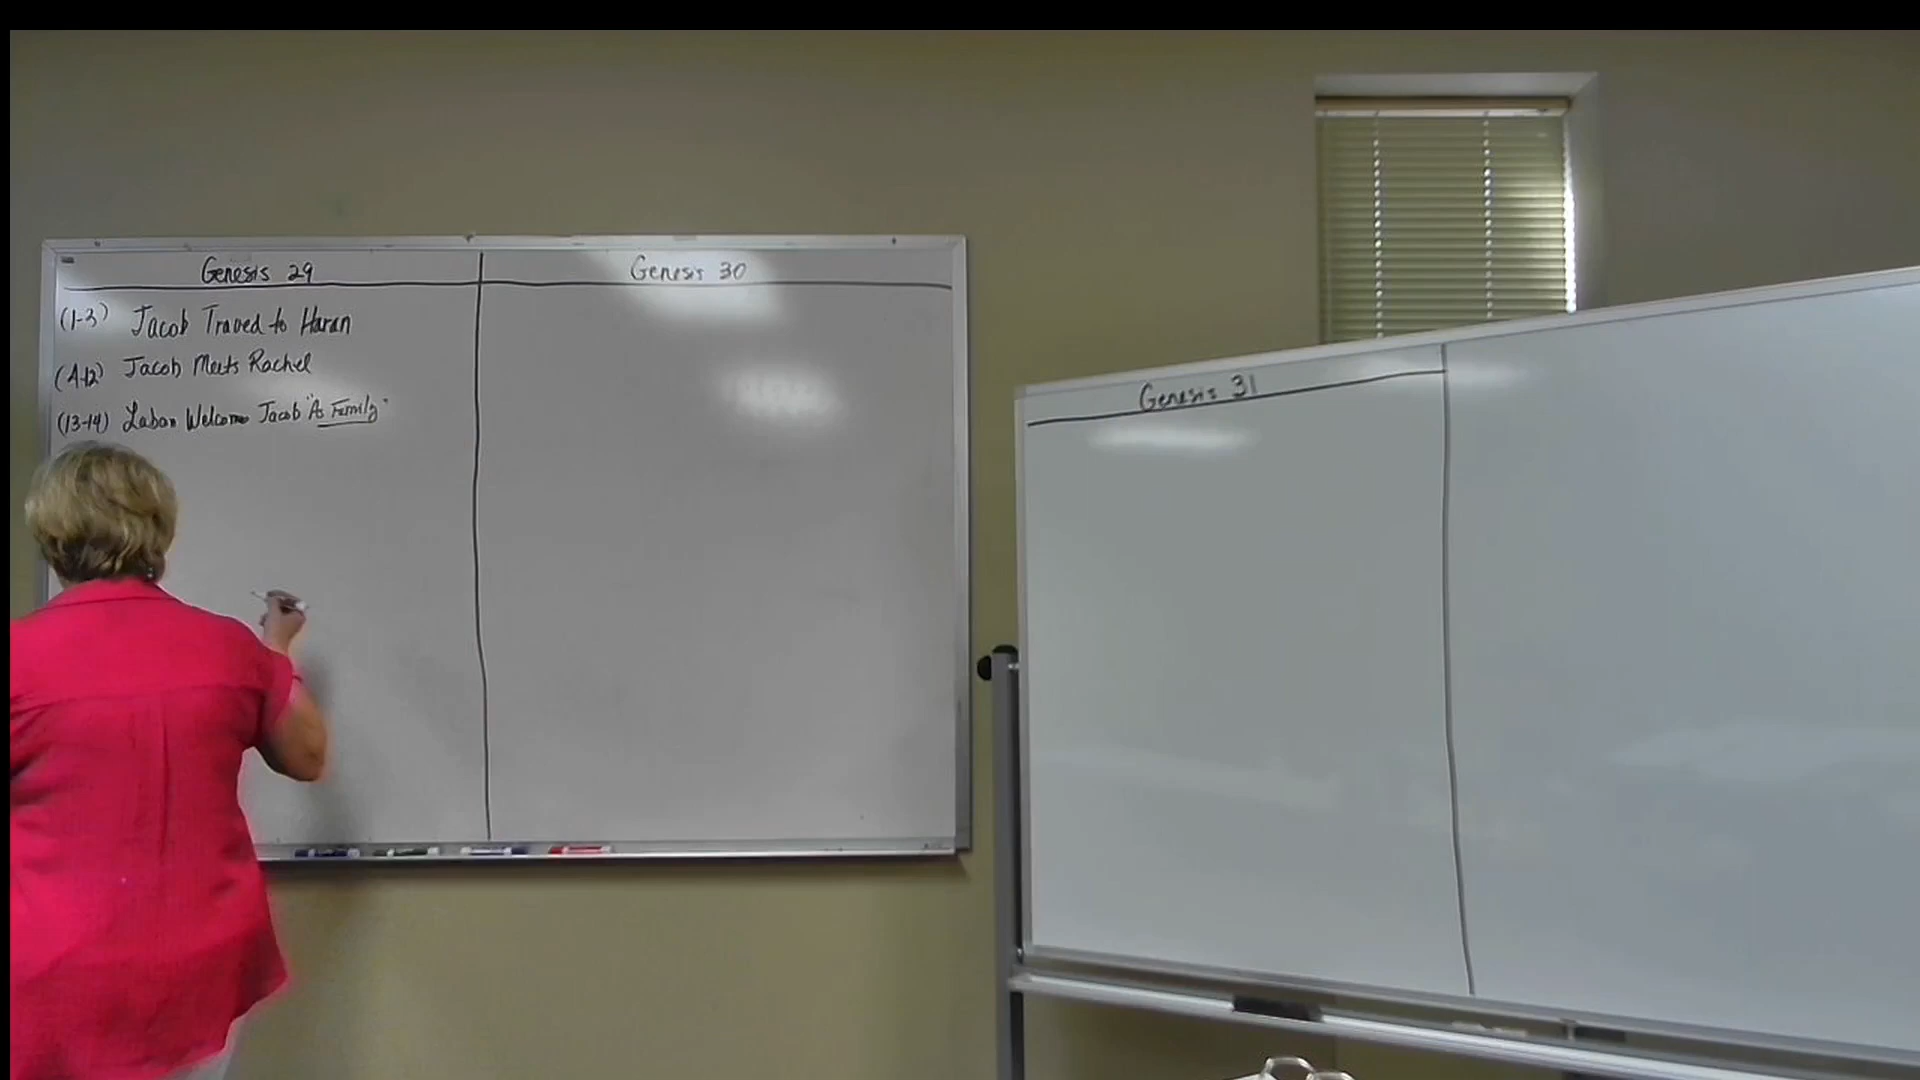 Genesis 29
(1-3) Jacob Traved to Haran
(4-12) Jacob Meets Rachel
(13-14) Laban Welcome Jacob "As Family"
Genesis 30
Genesis 31